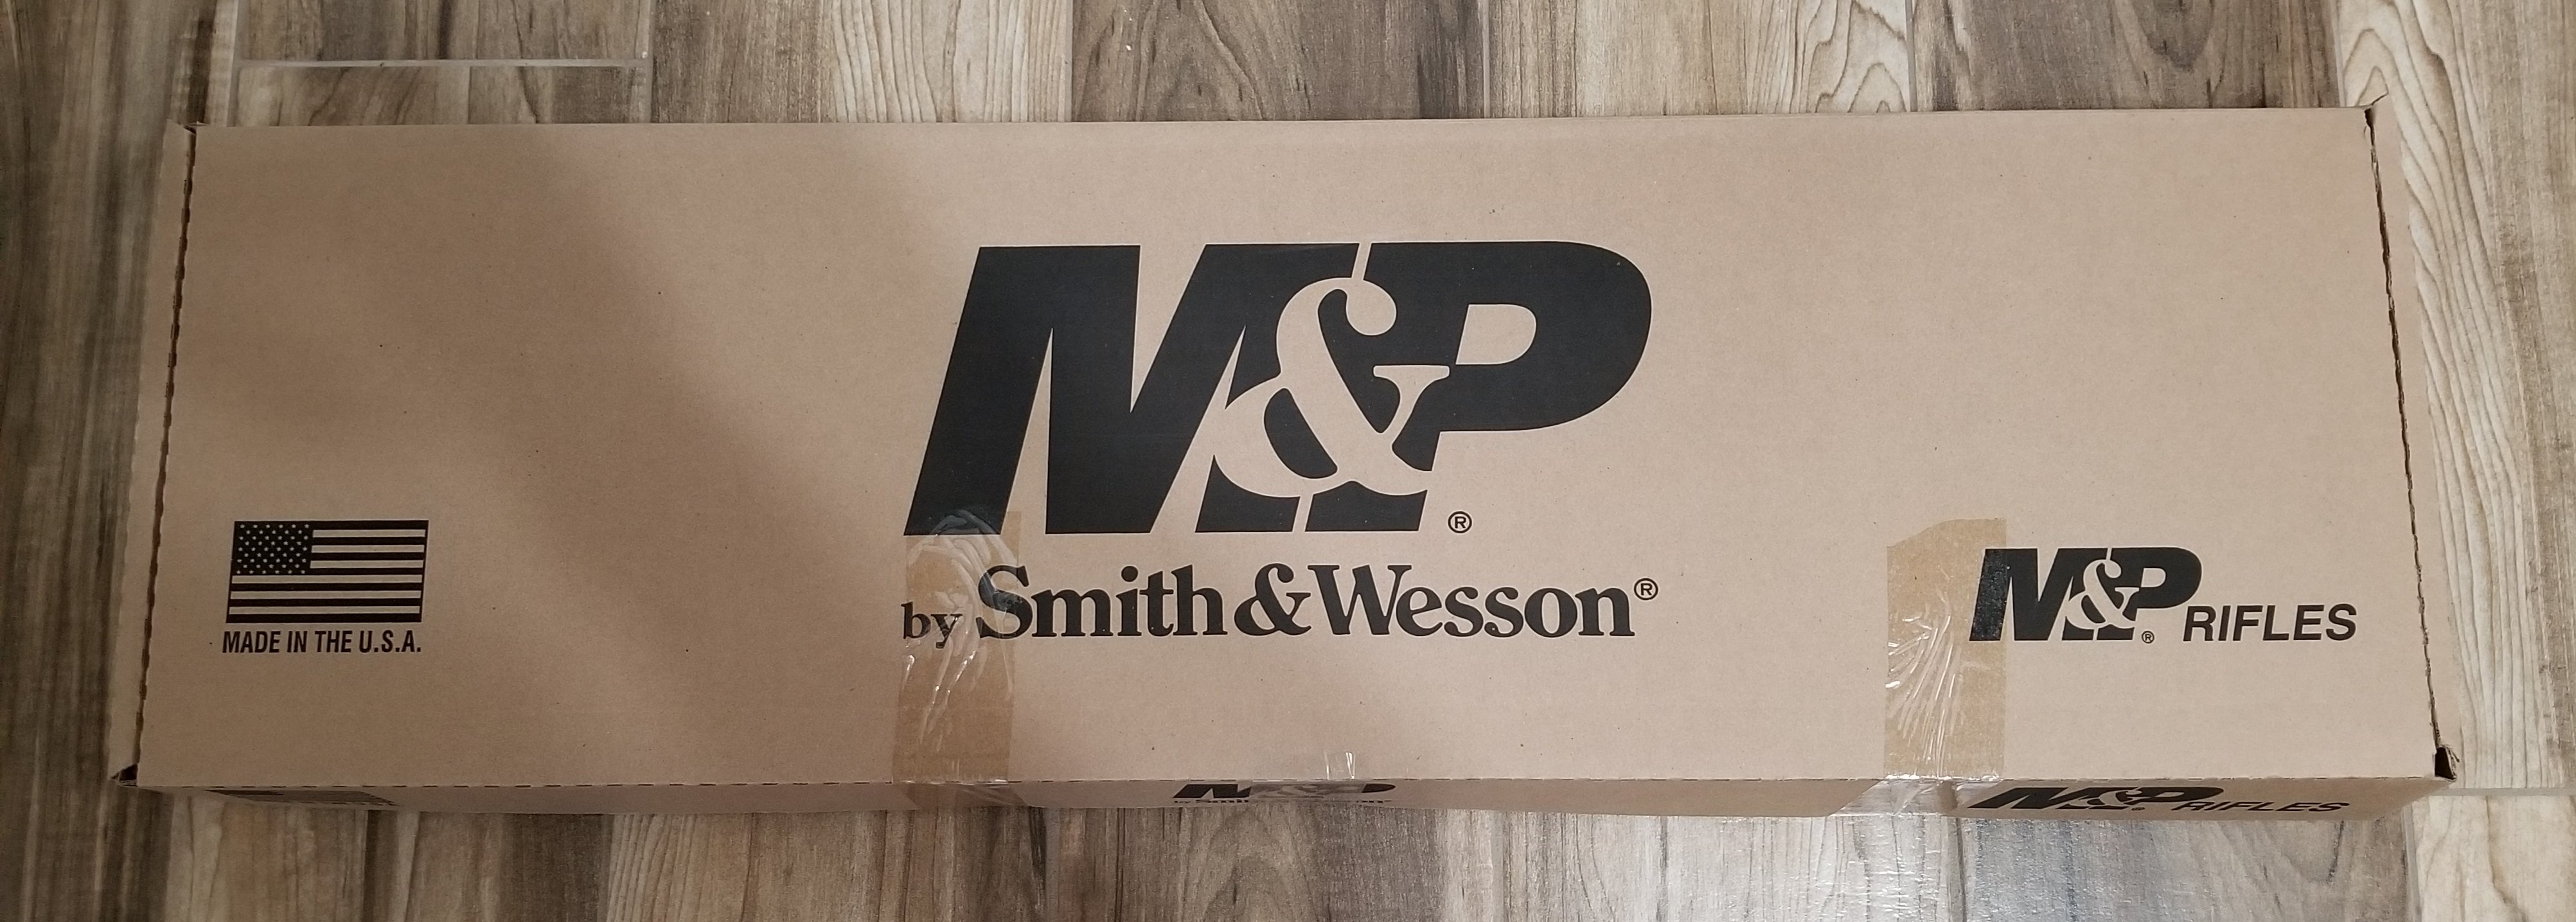 M&P®
by Smith & Wesson®
MADE IN THE U.S.A.
M&P® RIFLES
M&P
M&P® RIFLES